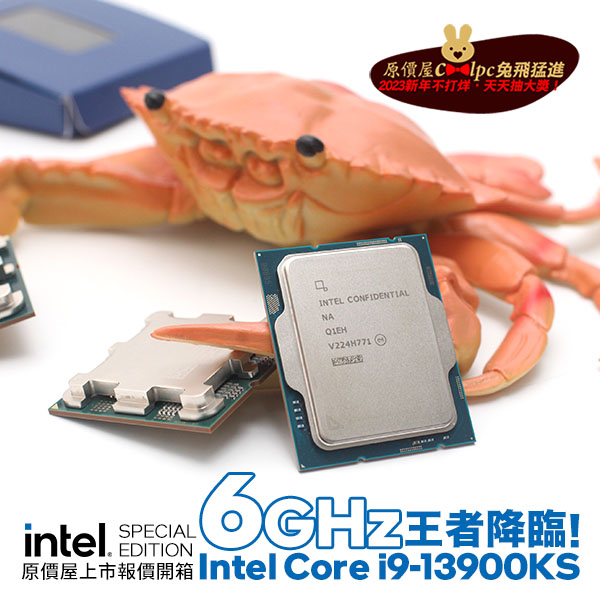 原價屋Coolpc兔飛猛進
2023新年不打烊，天天抽大獎！
INTEL CONFIDENTIAL
NA
Q1EH
V224H771
intel. SPECIAL EDITION
原價屋上市報價開箱
6GHz王者降臨!
Intel Core i9-13900KS